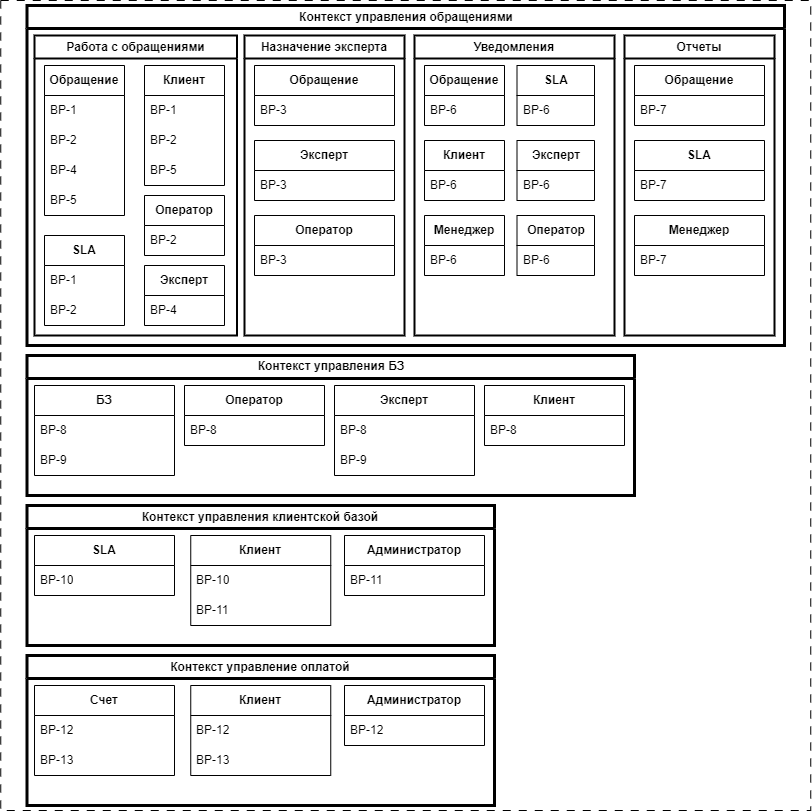 Контекст управления обращениями
Работа с обращениями
Обращение
BP-1
BP-2
BP-4
BP-5
Клиент
BP-1
BP-2
BP-5
Оператор
BP-2
SLA
BP-1
BP-2
Эксперт
BP-4
Назначение эксперта
Обращение
BP-3
Эксперт
BP-3
Оператор
BP-3
Уведомления
Обращение
BP-6
SLA
BP-6
Клиент
BP-6
Эксперт
BP-6
Менеджер
BP-6
Оператор
BP-6
Отчеты
Обращение
BP-7
SLA
BP-7
Менеджер
BP-7
Контекст управления БЗ
БЗ
BP-8
BP-9
Оператор
BP-8
Эксперт
BP-8
BP-9
Клиент
BP-8
Контекст управления клиентской базой
SLA
BP-10
Клиент
BP-10
BP-11
Администратор
BP-11
Контекст управление оплатой
Счет
BP-12
BP-13
Клиент
BP-12
BP-13
Администратор
BP-12